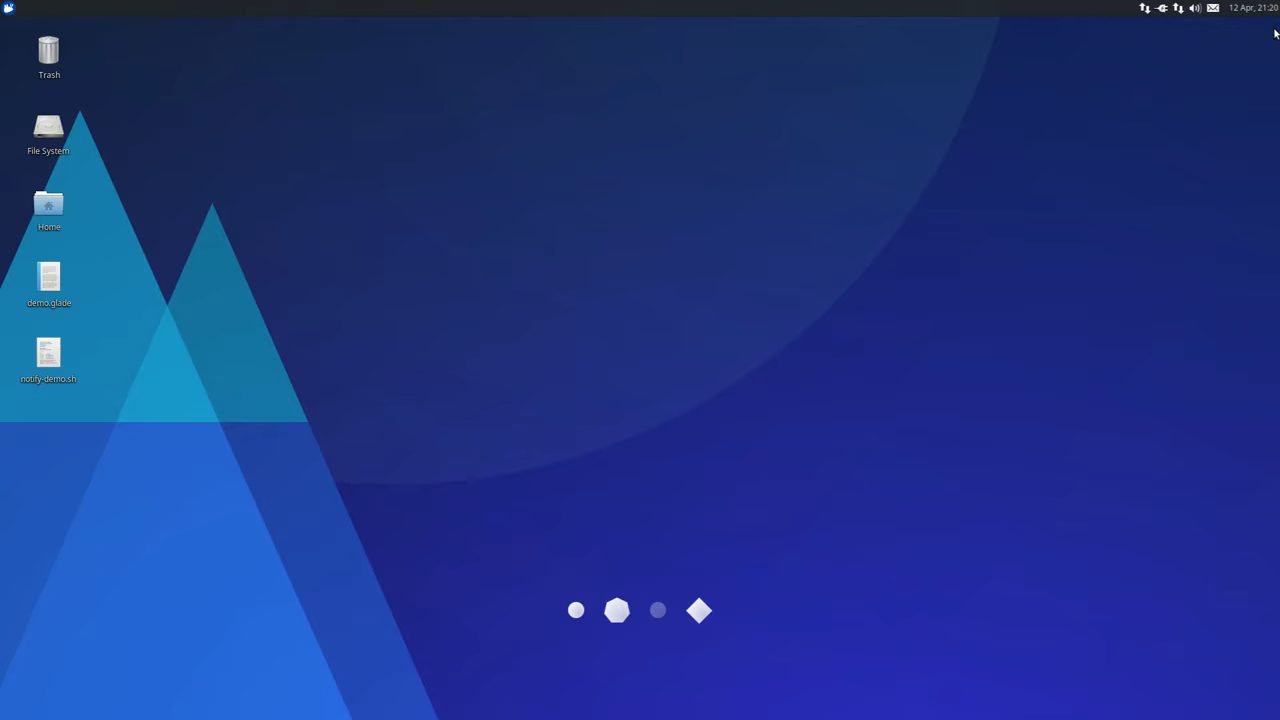 12 Apr, 21:20
Trash
File System
Home
demo.glade
notify-demo.sh